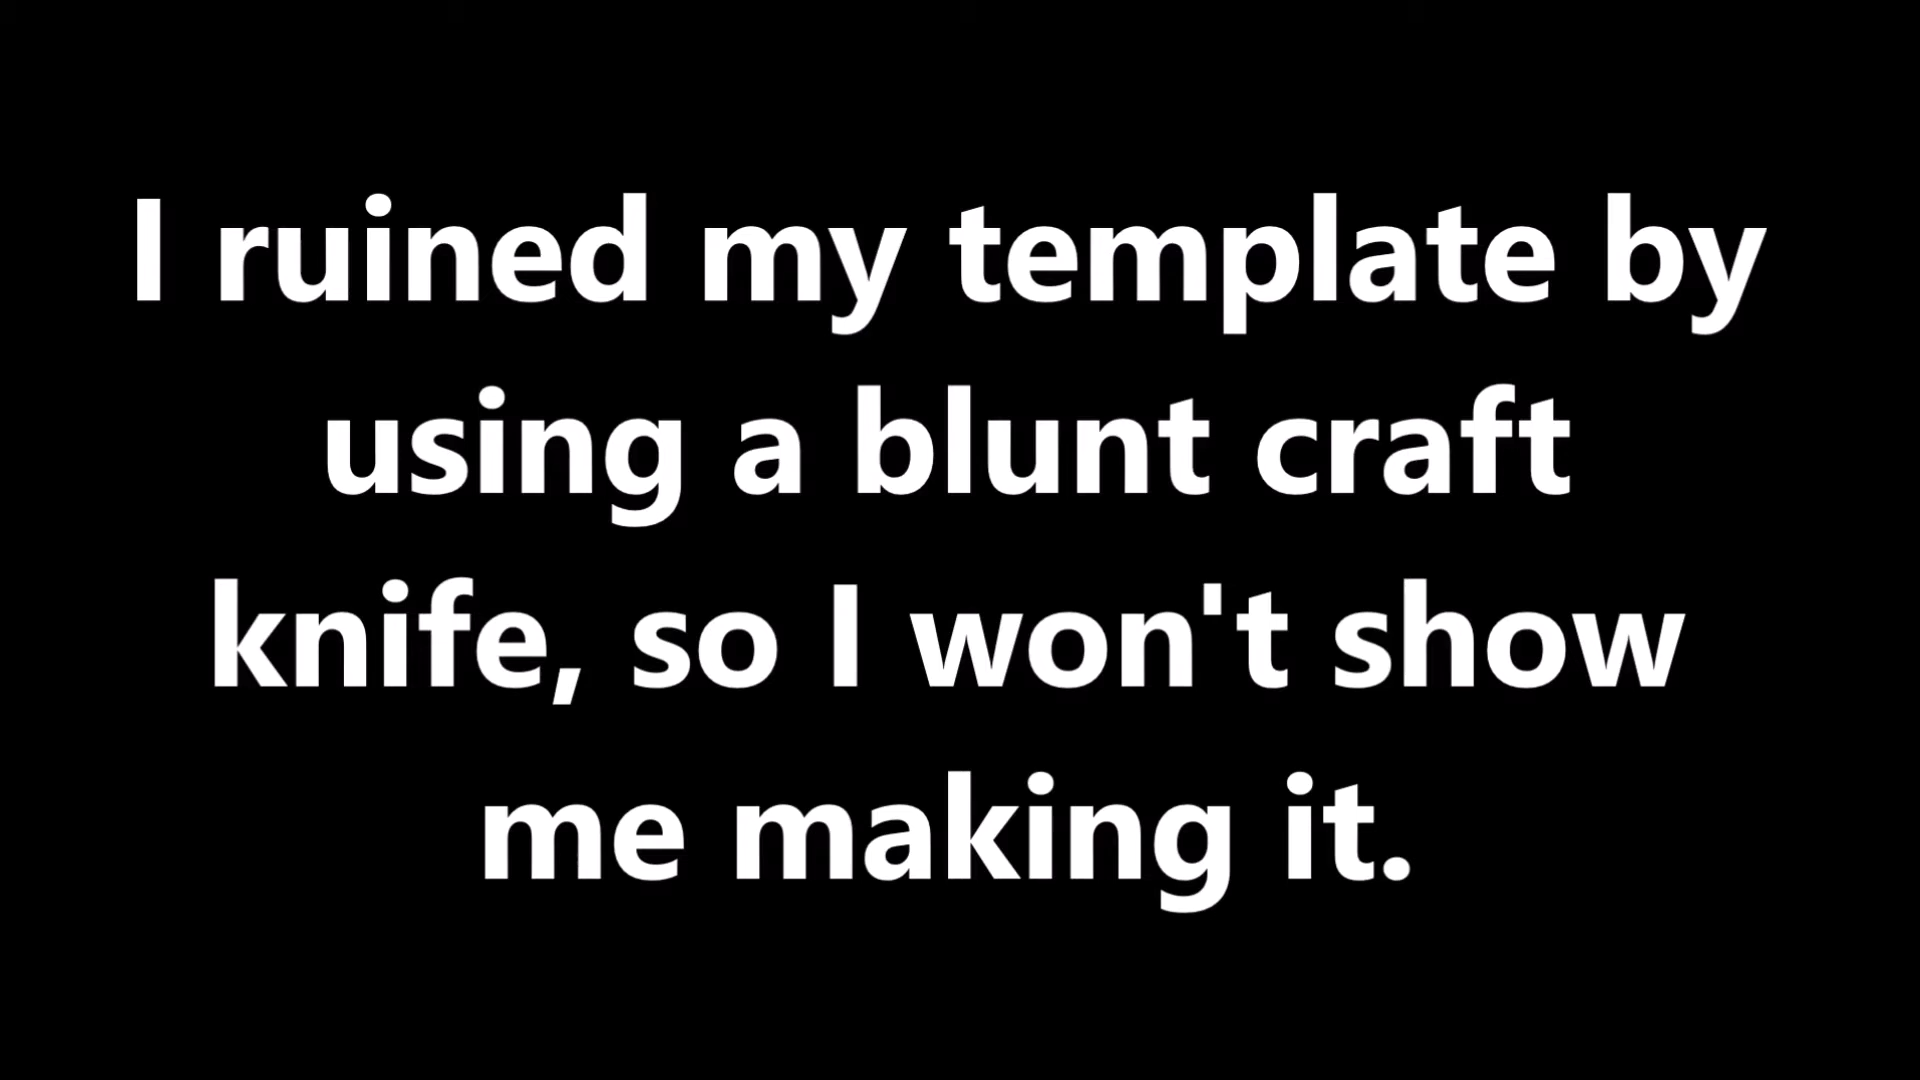 I ruined my template by
using a blunt craft
knife, so I won't show
me making it.